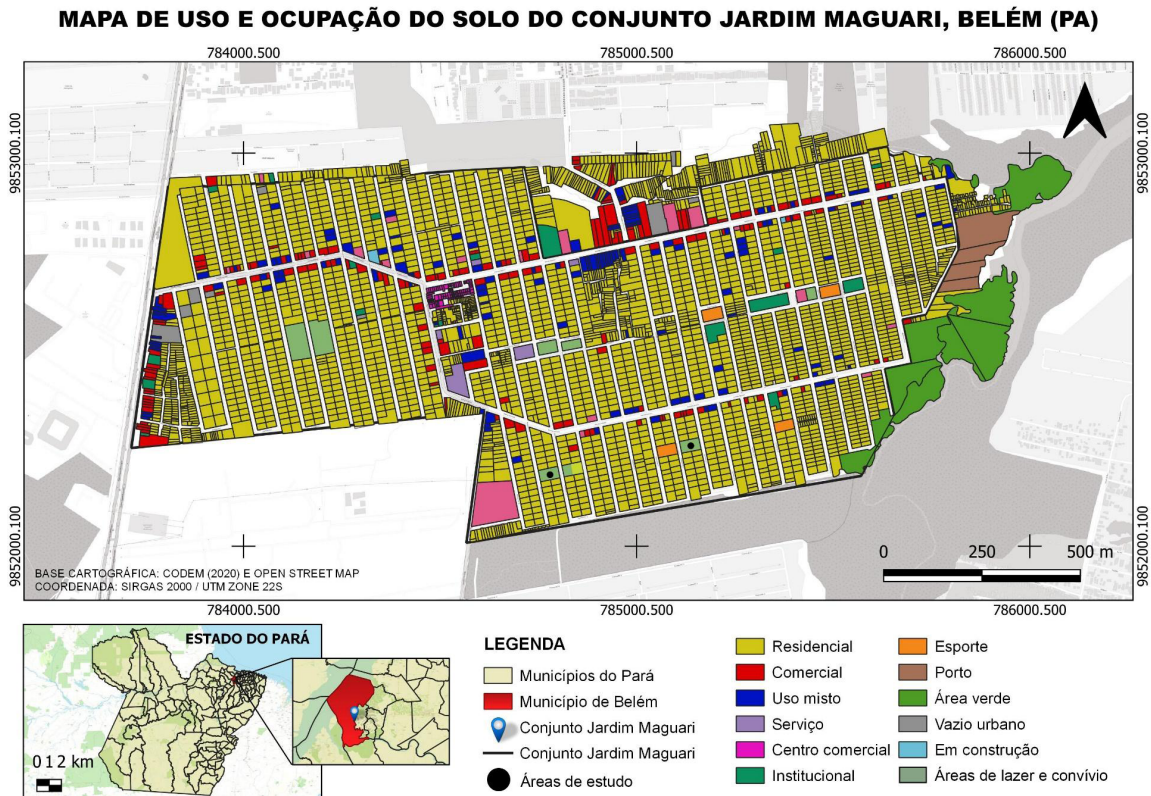 MAPA DE USO E OCUPAÇÃO DO SOLO DO CONJUNTO JARDIM MAGUARI, BELÉM (PA)
784000.500 785000.500 786000.500
9853000.100 9853000.100
9852000.100 9852000.100
0 250 500 m
BASE CARTOGRÁFICA: CODEM (2020) E OPEN STREET MAP
COORDENADA: SIRGAS 2000 / UTM ZONE 22S
784000.500 785000.500 786000.500
ESTADO DO PARÁ
0 1 2 km
LEGENDA
Municípios do Pará
Município de Belém
Conjunto Jardim Maguari
Conjunto Jardim Maguari
Áreas de estudo
Residencial
Comercial
Uso misto
Serviço
Centro comercial
Institucional
Esporte
Porto
Área verde
Vazio urbano
Em construção
Áreas de lazer e convívio